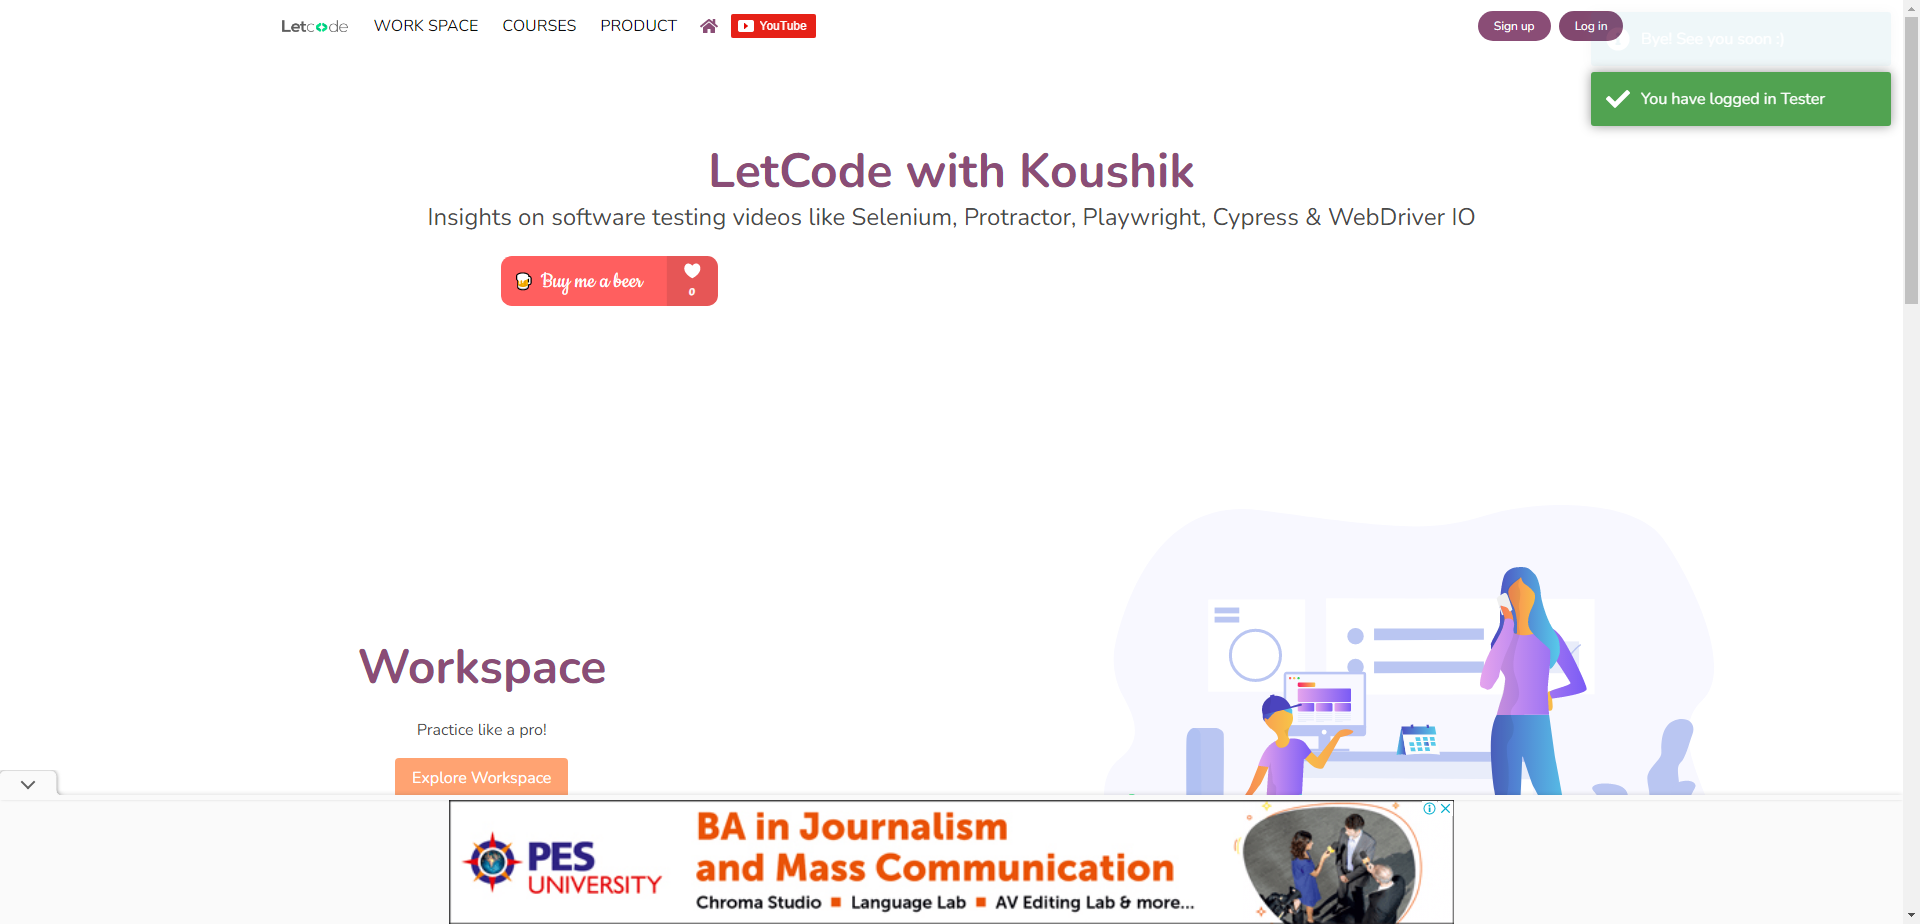 Letcode
WORK SPACE
COURSES
PRODUCT
YouTube
Sign up
Log in
Bye! See you soon :)
You have logged in Tester
LetCode with Koushik
Insights on software testing videos like Selenium, Protractor, Playwright, Cypress & WebDriver IO
Buy me a beer
0
Workspace
Practice like a pro!
Explore Workspace
PES
UNIVERSITY
BA in Journalism
and Mass Communication
Chroma Studio ■ Language Lab ■ AV Editing Lab & more...